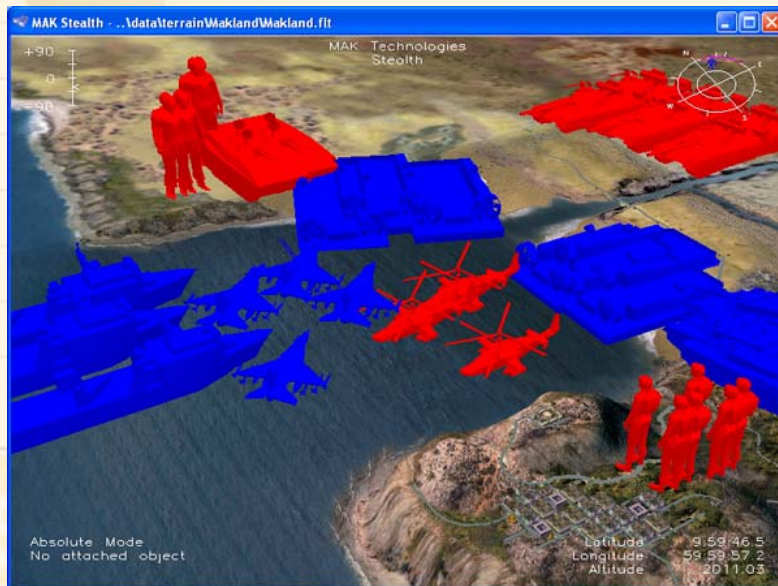 MAK Stealth - ..\data\terrain\Makland\Makland.flt
MAK Technologies
Stealth
+90
0
-90
N
E
W
S
Absolute Mode
No attached object
Latitude 9:59:46.5
Longitude 59:59:57.2
Altitude 2011.03